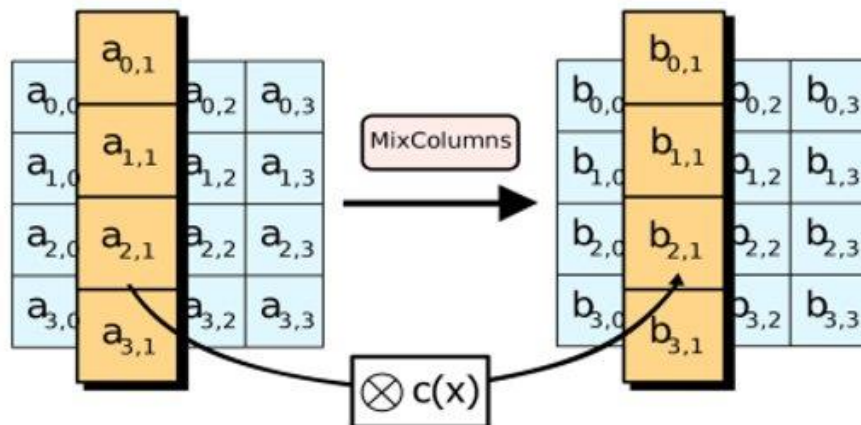 a0,1 b0,1
a0,0 a0,2 a0,3 b0,0 b0,2 b0,3
MixColumns
a1,1 b1,1
a1,0 a1,2 a1,3 b1,0 b1,2 b1,3
a2,1 b2,1
a2,0 a2,2 a2,3 b2,0 b2,2 b2,3
a3,0 a3,2 a3,3 b3,0 b3,2 b3,3
a3,1 b3,1
⊗ c(x)